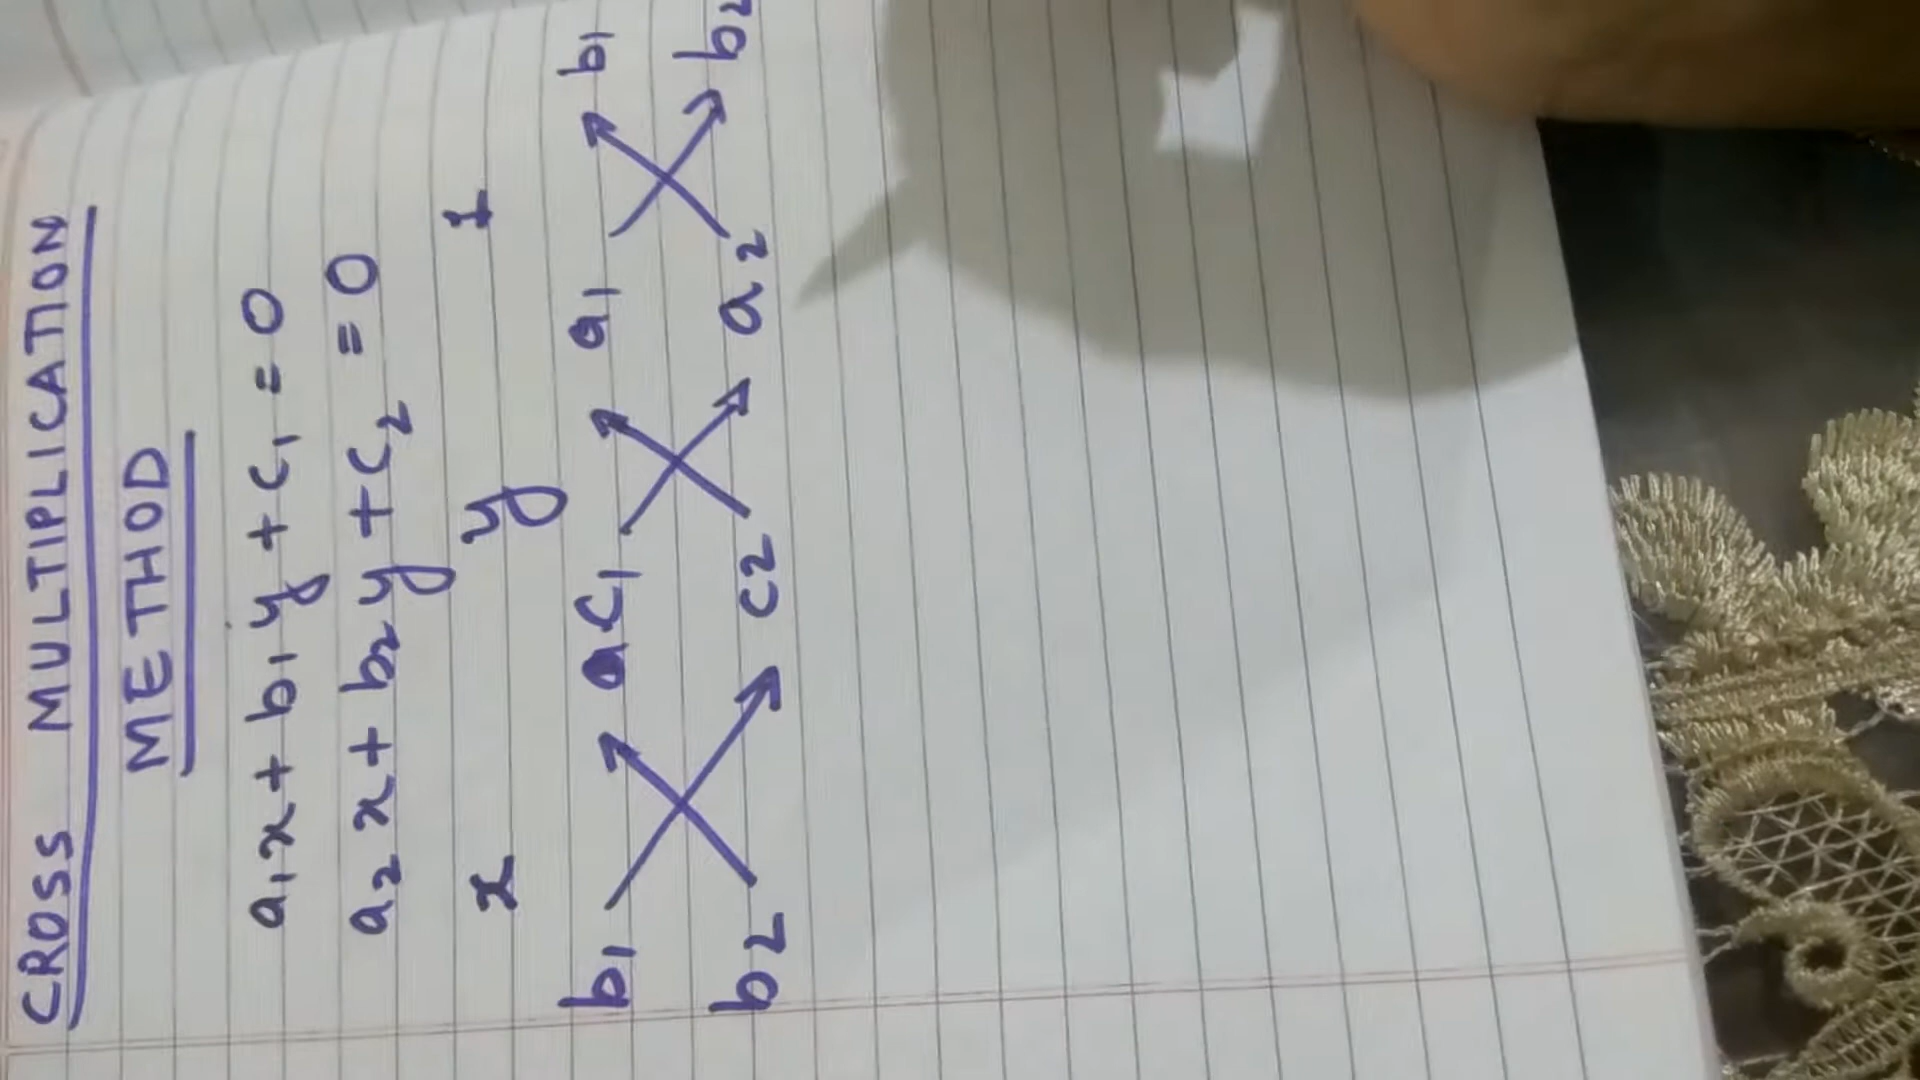 CROSS MULTIPLICATION
METHOD
a₁x + b₁y + c₁ = 0
a₂x + b₂y + c₂ = 0
x y 1
b₁ a c₁ a₁ b₁
b₂ c₂ a₂ b₂